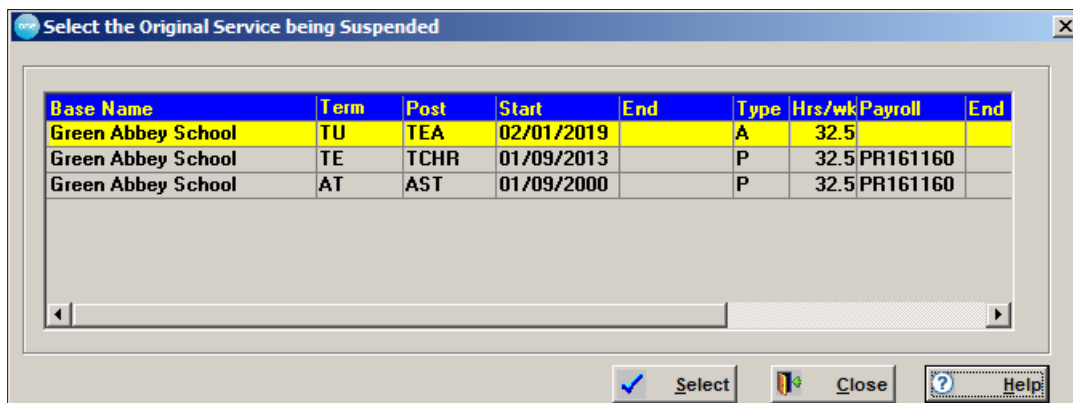 one Select the Original Service being Suspended
Base Name Term Post Start End Type Hrs/wk Payroll End
Green Abbey School TU TEA 02/01/2019 A 32.5
Green Abbey School TE TCHR 01/09/2013 P 32.5 PR161160
Green Abbey School AT AST 01/09/2000 P 32.5 PR161160
Select Close Help